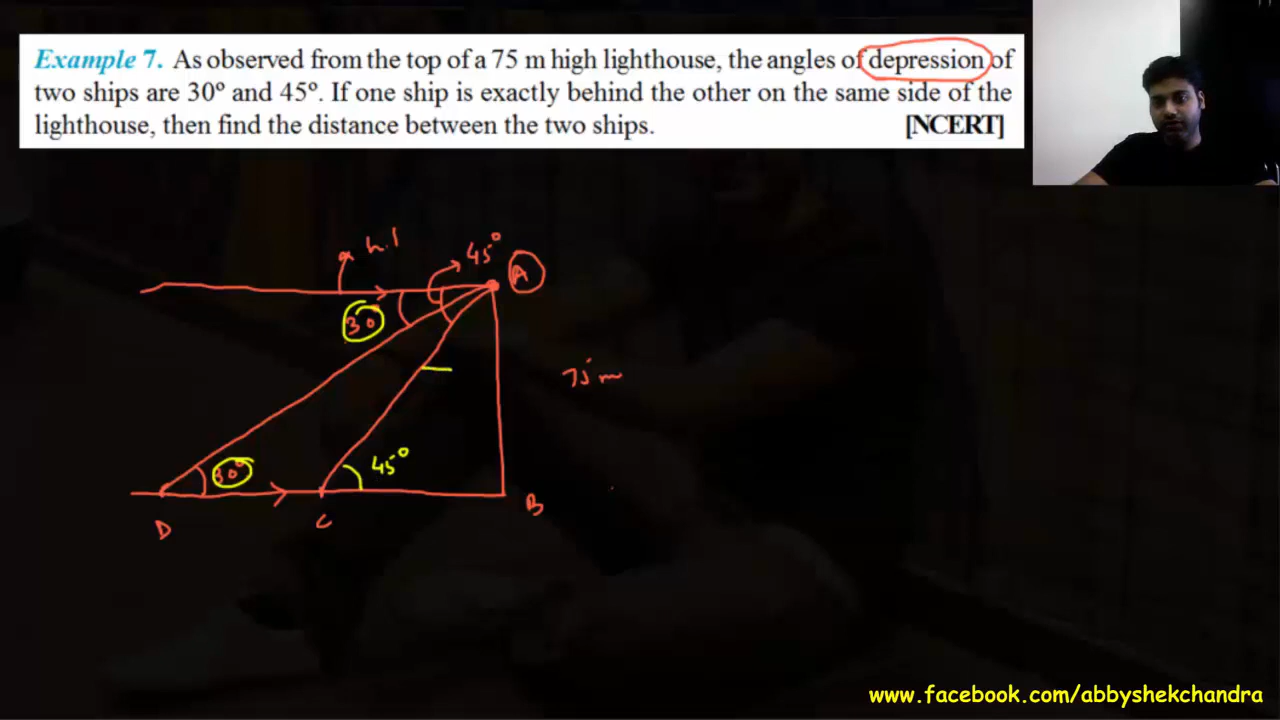 Example 7. As observed from the top of a 75 m high lighthouse, the angles of depression of
two ships are 30º and 45º. If one ship is exactly behind the other on the same side of the
lighthouse, then find the distance between the two ships. [NCERT]
h.l
45°
A
30°
75 m
30°
45°
B
D
C
www.facebook.com/abbyshekchandra